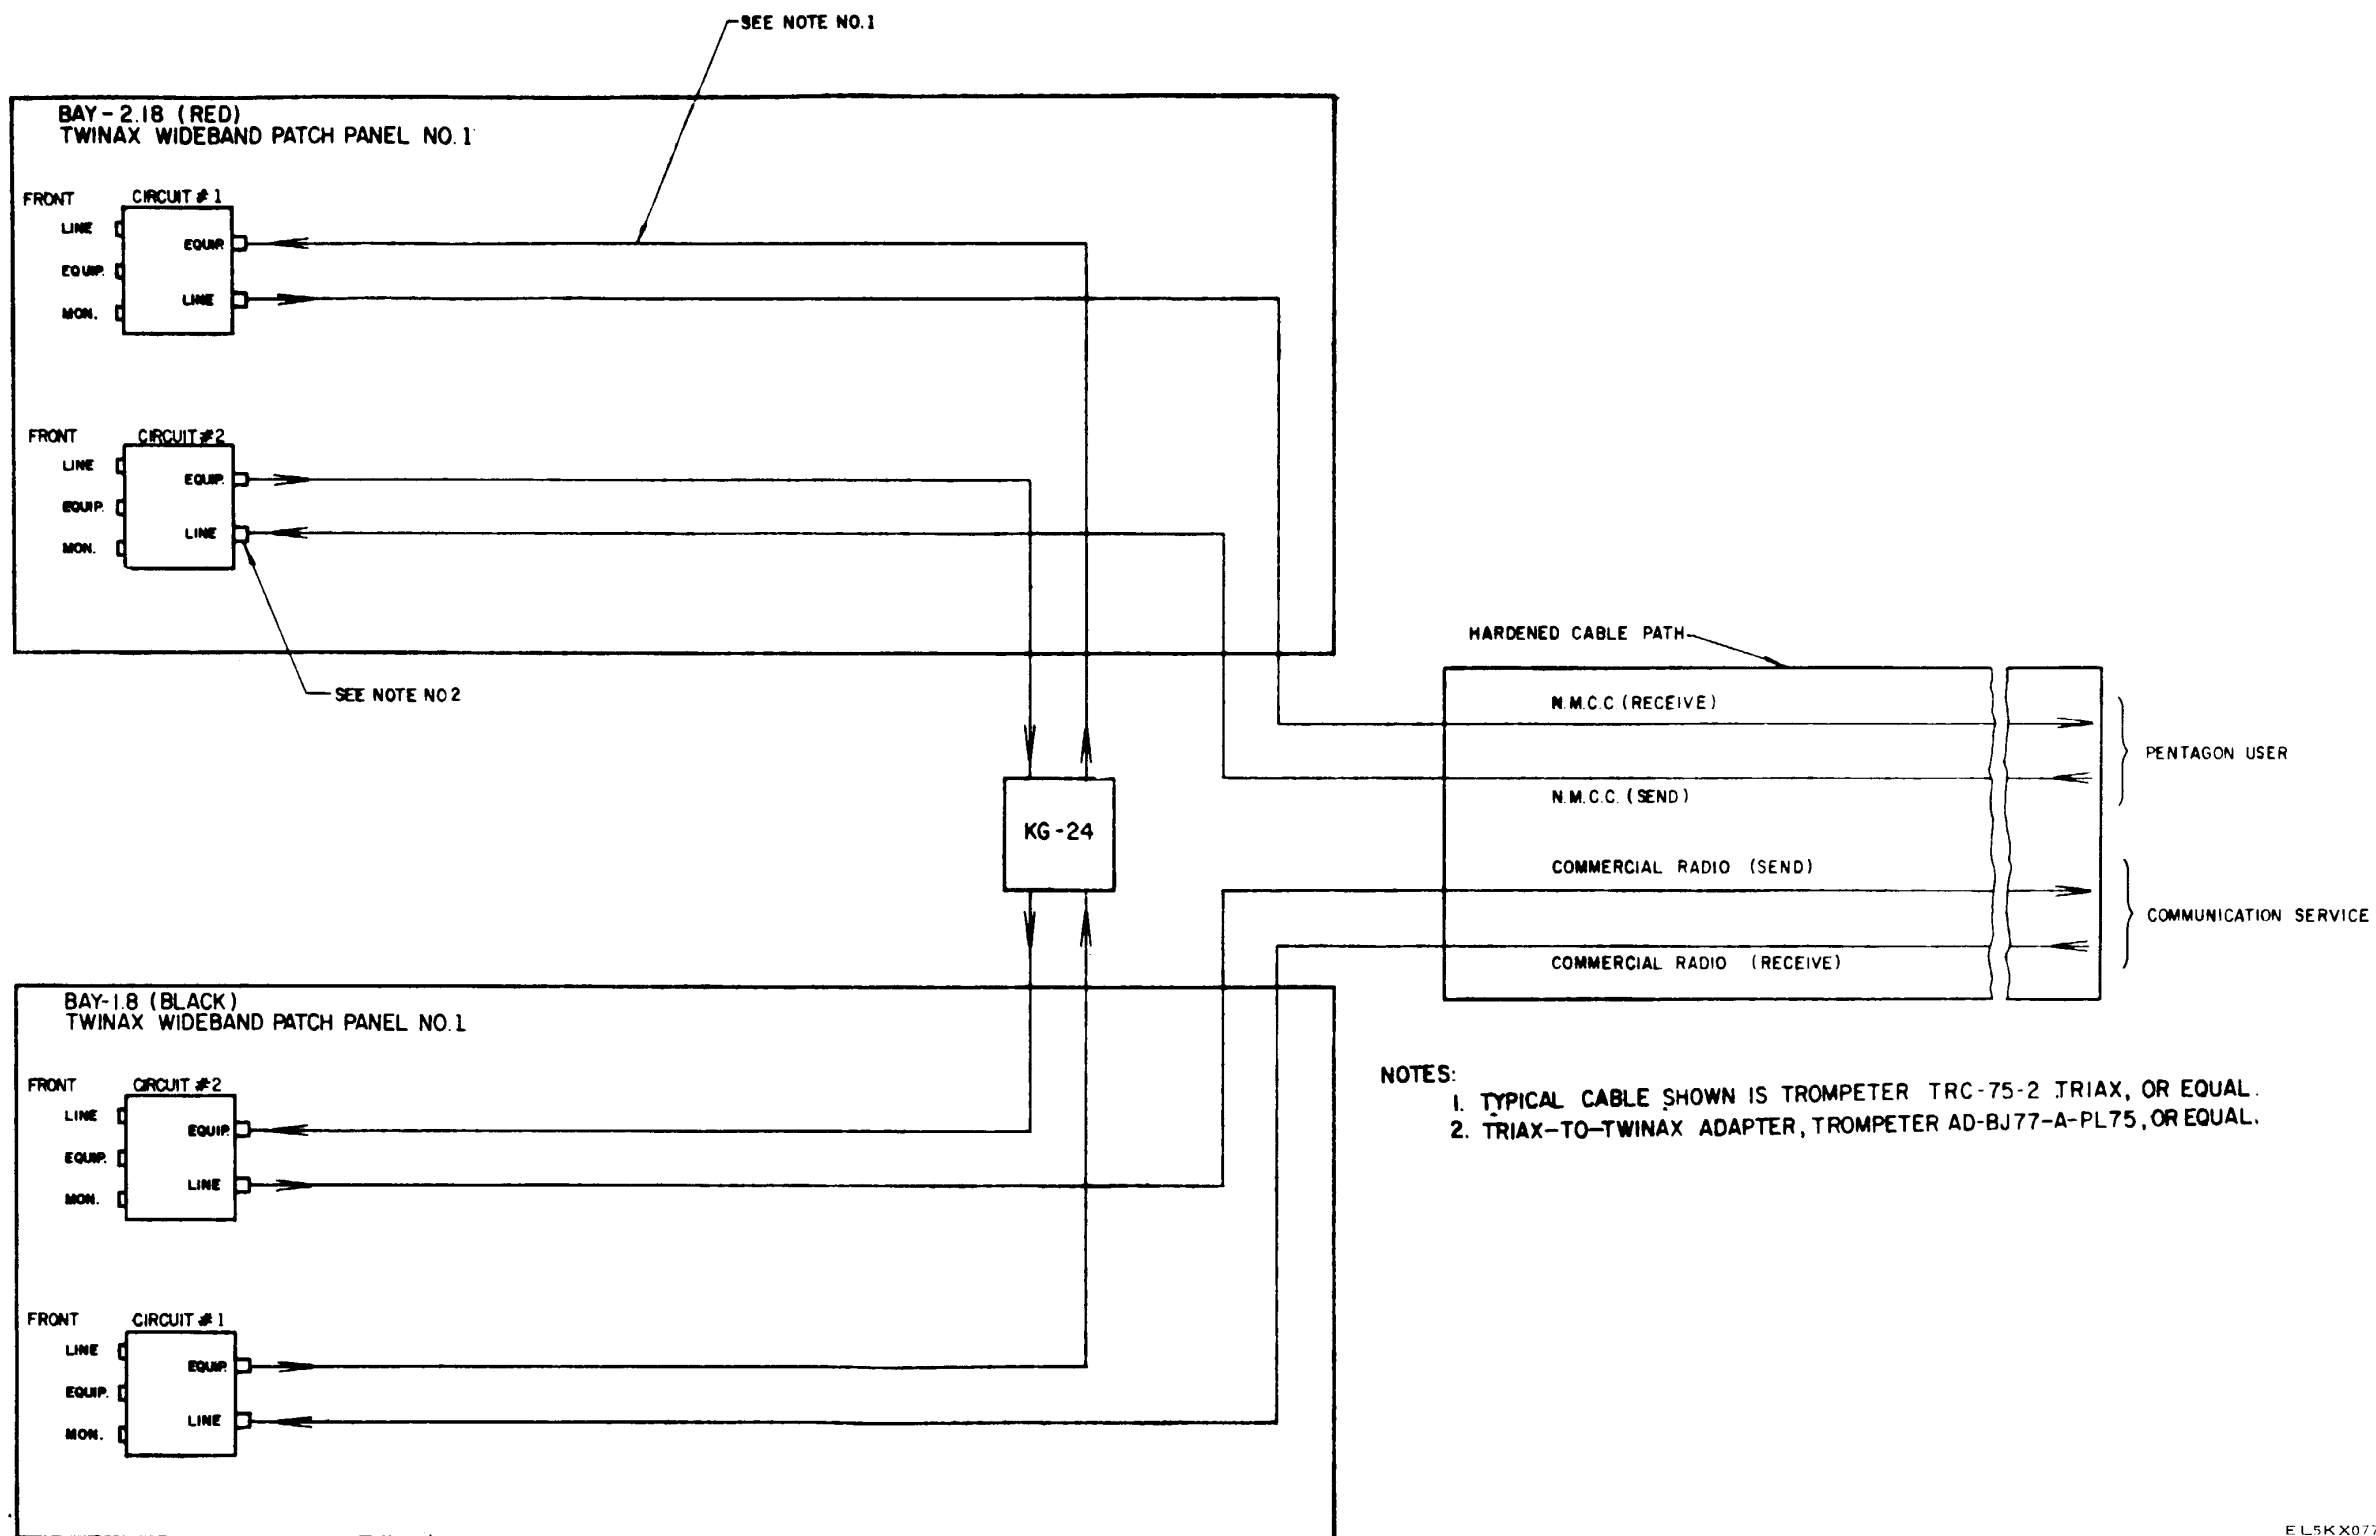 SEE NOTE NO.1
BAY-2.18 (RED)
TWINAX WIDEBAND PATCH PANEL NO.1
FRONT
CIRCUIT #1
LINE
EQUIP.
MON.
EQUIP.
LINE
FRONT
CIRCUIT #2
LINE
EQUIP.
MON.
EQUIP.
LINE
SEE NOTE NO 2
HARDENED CABLE PATH
N.M.C.C (RECEIVE)
N.M.C.C. (SEND)
PENTAGON USER
KG-24
COMMERCIAL RADIO (SEND)
COMMERCIAL RADIO (RECEIVE)
COMMUNICATION SERVICE
BAY-1.8 (BLACK)
TWINAX WIDEBAND PATCH PANEL NO.1
FRONT
CIRCUIT #2
LINE
EQUIP.
MON.
EQUIP.
LINE
FRONT
CIRCUIT #1
LINE
EQUIP.
MON.
EQUIP.
LINE
NOTES:
1. TYPICAL CABLE SHOWN IS TROMPETER TRC-75-2 TRIAX, OR EQUAL.
2. TRIAX-TO-TWINAX ADAPTER, TROMPETER AD-BJ77-A-PL75, OR EQUAL.